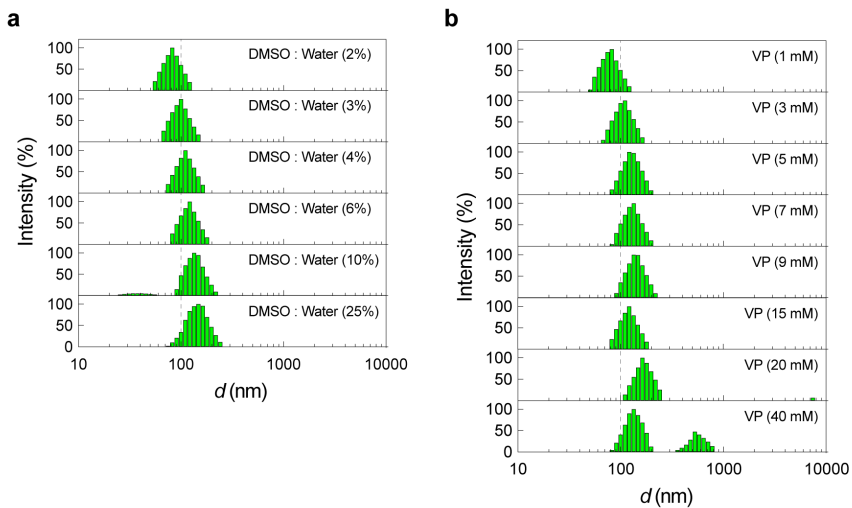 a
Intensity (%)
100
50
DMSO : Water (2%)
100
50
DMSO : Water (3%)
100
50
DMSO : Water (4%)
100
50
DMSO : Water (6%)
100
50
DMSO : Water (10%)
100
50
0
DMSO : Water (25%)
10 100 1000 10000
d (nm)
b
Intensity (%)
100
50
VP (1 mM)
100
50
VP (3 mM)
100
50
VP (5 mM)
100
50
VP (7 mM)
100
50
VP (9 mM)
100
50
VP (15 mM)
100
50
VP (20 mM)
100
50
0
VP (40 mM)
10 100 1000 10000
d (nm)